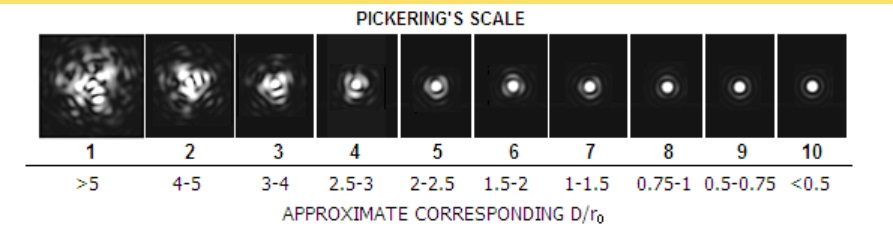 PICKERING'S SCALE
1 2 3 4 5 6 7 8 9 10
>5 4-5 3-4 2.5-3 2-2.5 1.5-2 1-1.5 0.75-1 0.5-0.75 <0.5
APPROXIMATE CORRESPONDING D/r₀